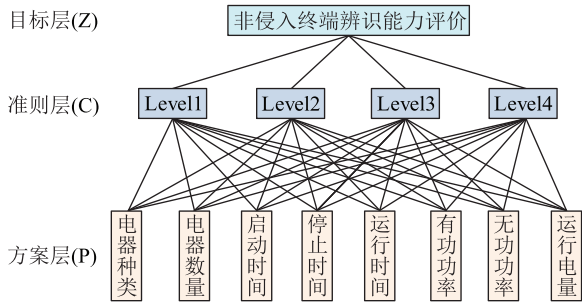 目标层(Z)
非侵入终端辨识能力评价
准则层(C)
Level1
Level2
Level3
Level4
方案层(P)
电器种类
电器数量
启动时间
停止时间
运行时间
有功功率
无功功率
运行电量